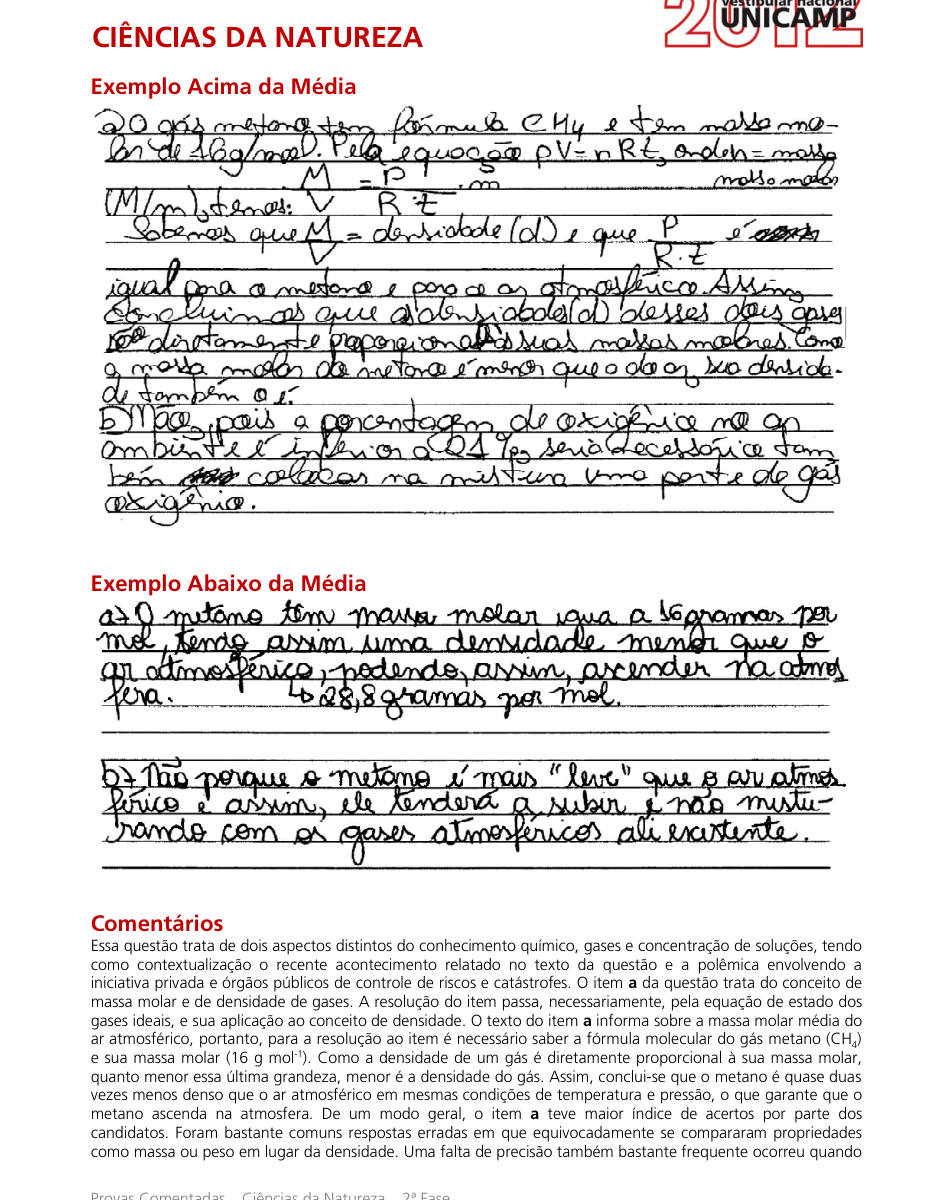 vestibular nacional
2012
UNICAMP
CIÊNCIAS DA NATUREZA
Exemplo Acima da Média
a) O gás metano tem fórmula CH4 e tem massa mo-
lar de 16g/mol. Pela equação pV=nRt, onde n = massa
massa molar
(M/m), temos: M/V = P/R.t . m
Sabemos que M/V = densidade (d) e que P/R.t é
igual para o metano e para o ar atmosférico. Assim
concluímos que as densidades (d) desses dois gases
são diretamente proporcionais às suas massas molares. Como
a massa molar do metano é menor que a do ar, sua densida-
de também o é.
b) Não, pois a porcentagem de oxigênio no ar
ambiente é inferior a 21%, seria necessário tam
bém colocar na mistura uma parte de gás
oxigênio.
Exemplo Abaixo da Média
a) O metano tem massa molar igua a 16 gramas por
mol, tendo assim uma densidade menor que o
ar atmosférico, podendo, assim, ascender na atmos
fera. ↳ 28,8 gramas por mol.
b) Não porque o metano é mais "leve" que o ar atmos
férico e assim, ele tenderá a subir e não mistu-
rando com os gases atmosféricos ali existente.
Comentários
Essa questão trata de dois aspectos distintos do conhecimento químico, gases e concentração de soluções, tendo
como contextualização o recente acontecimento relatado no texto da questão e a polêmica envolvendo a
iniciativa privada e órgãos públicos de controle de riscos e catástrofes. O item a da questão trata do conceito de
massa molar e de densidade de gases. A resolução do item passa, necessariamente, pela equação de estado dos
gases ideais, e sua aplicação ao conceito de densidade. O texto do item a informa sobre a massa molar média do
ar atmosférico, portanto, para a resolução ao item é necessário saber a fórmula molecular do gás metano (CH4)
e sua massa molar (16 g mol-1). Como a densidade de um gás é diretamente proporcional à sua massa molar,
quanto menor essa última grandeza, menor é a densidade do gás. Assim, conclui-se que o metano é quase duas
vezes menos denso que o ar atmosférico em mesmas condições de temperatura e pressão, o que garante que o
metano ascenda na atmosfera. De um modo geral, o item a teve maior índice de acertos por parte dos
candidatos. Foram bastante comuns respostas erradas em que equivocadamente se compararam propriedades
como massa ou peso em lugar da densidade. Uma falta de precisão também bastante frequente ocorreu quando
Provas Comentadas Ciências da Natureza 2ª Fase